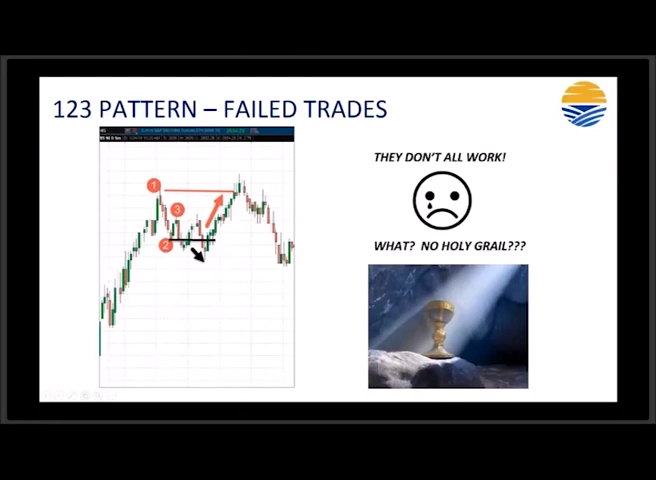 123 PATTERN – FAILED TRADES
THEY DON'T ALL WORK!
1
3
2
WHAT? NO HOLY GRAIL???